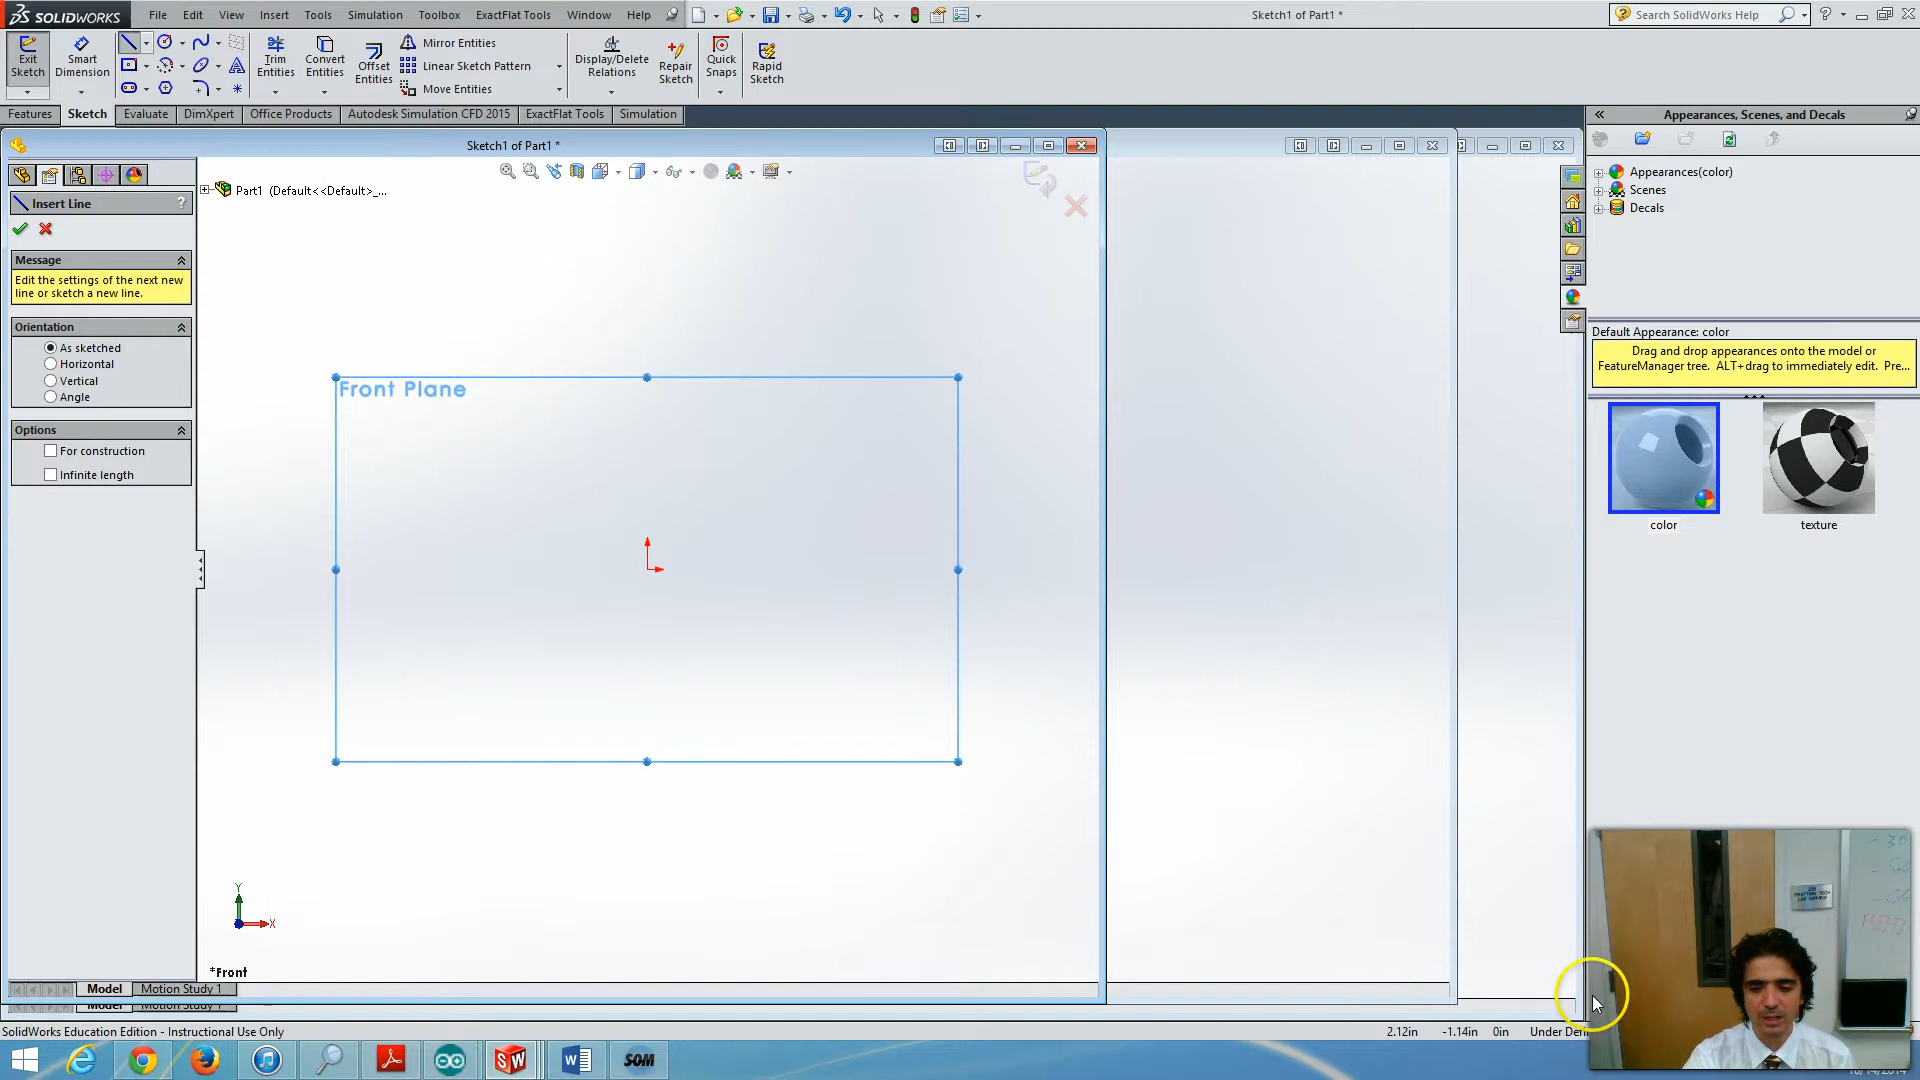 SOLIDWORKS File Edit View Insert Tools Simulation Toolbox ExactFlat Tools Window Help Sketch1 of Part1 * Search SolidWorks Help
Exit Sketch
Smart Dimension
Trim Entities
Convert Entities
Offset Entities
Mirror Entities
Linear Sketch Pattern
Move Entities
Display/Delete Relations
Repair Sketch
Quick Snaps
Rapid Sketch
Features Sketch Evaluate DimXpert Office Products Autodesk Simulation CFD 2015 ExactFlat Tools Simulation
Sketch1 of Part1 *
Part1 (Default<<Default>_...
Insert Line ?
Message
Edit the settings of the next new
line or sketch a new line.
Orientation
As sketched
Horizontal
Vertical
Angle
Options
For construction
Infinite length
Front Plane
Y
X
*Front
Model Motion Study 1
Model Motion Study 1
Appearances, Scenes, and Decals
Appearances(color)
Scenes
Decals
Default Appearance: color
Drag and drop appearances onto the model or
FeatureManager tree. ALT+drag to immediately edit. Pre...
color texture
SolidWorks Education Edition - Instructional Use Only 2.12in -1.14in 0in Under Defi
SW W SOM